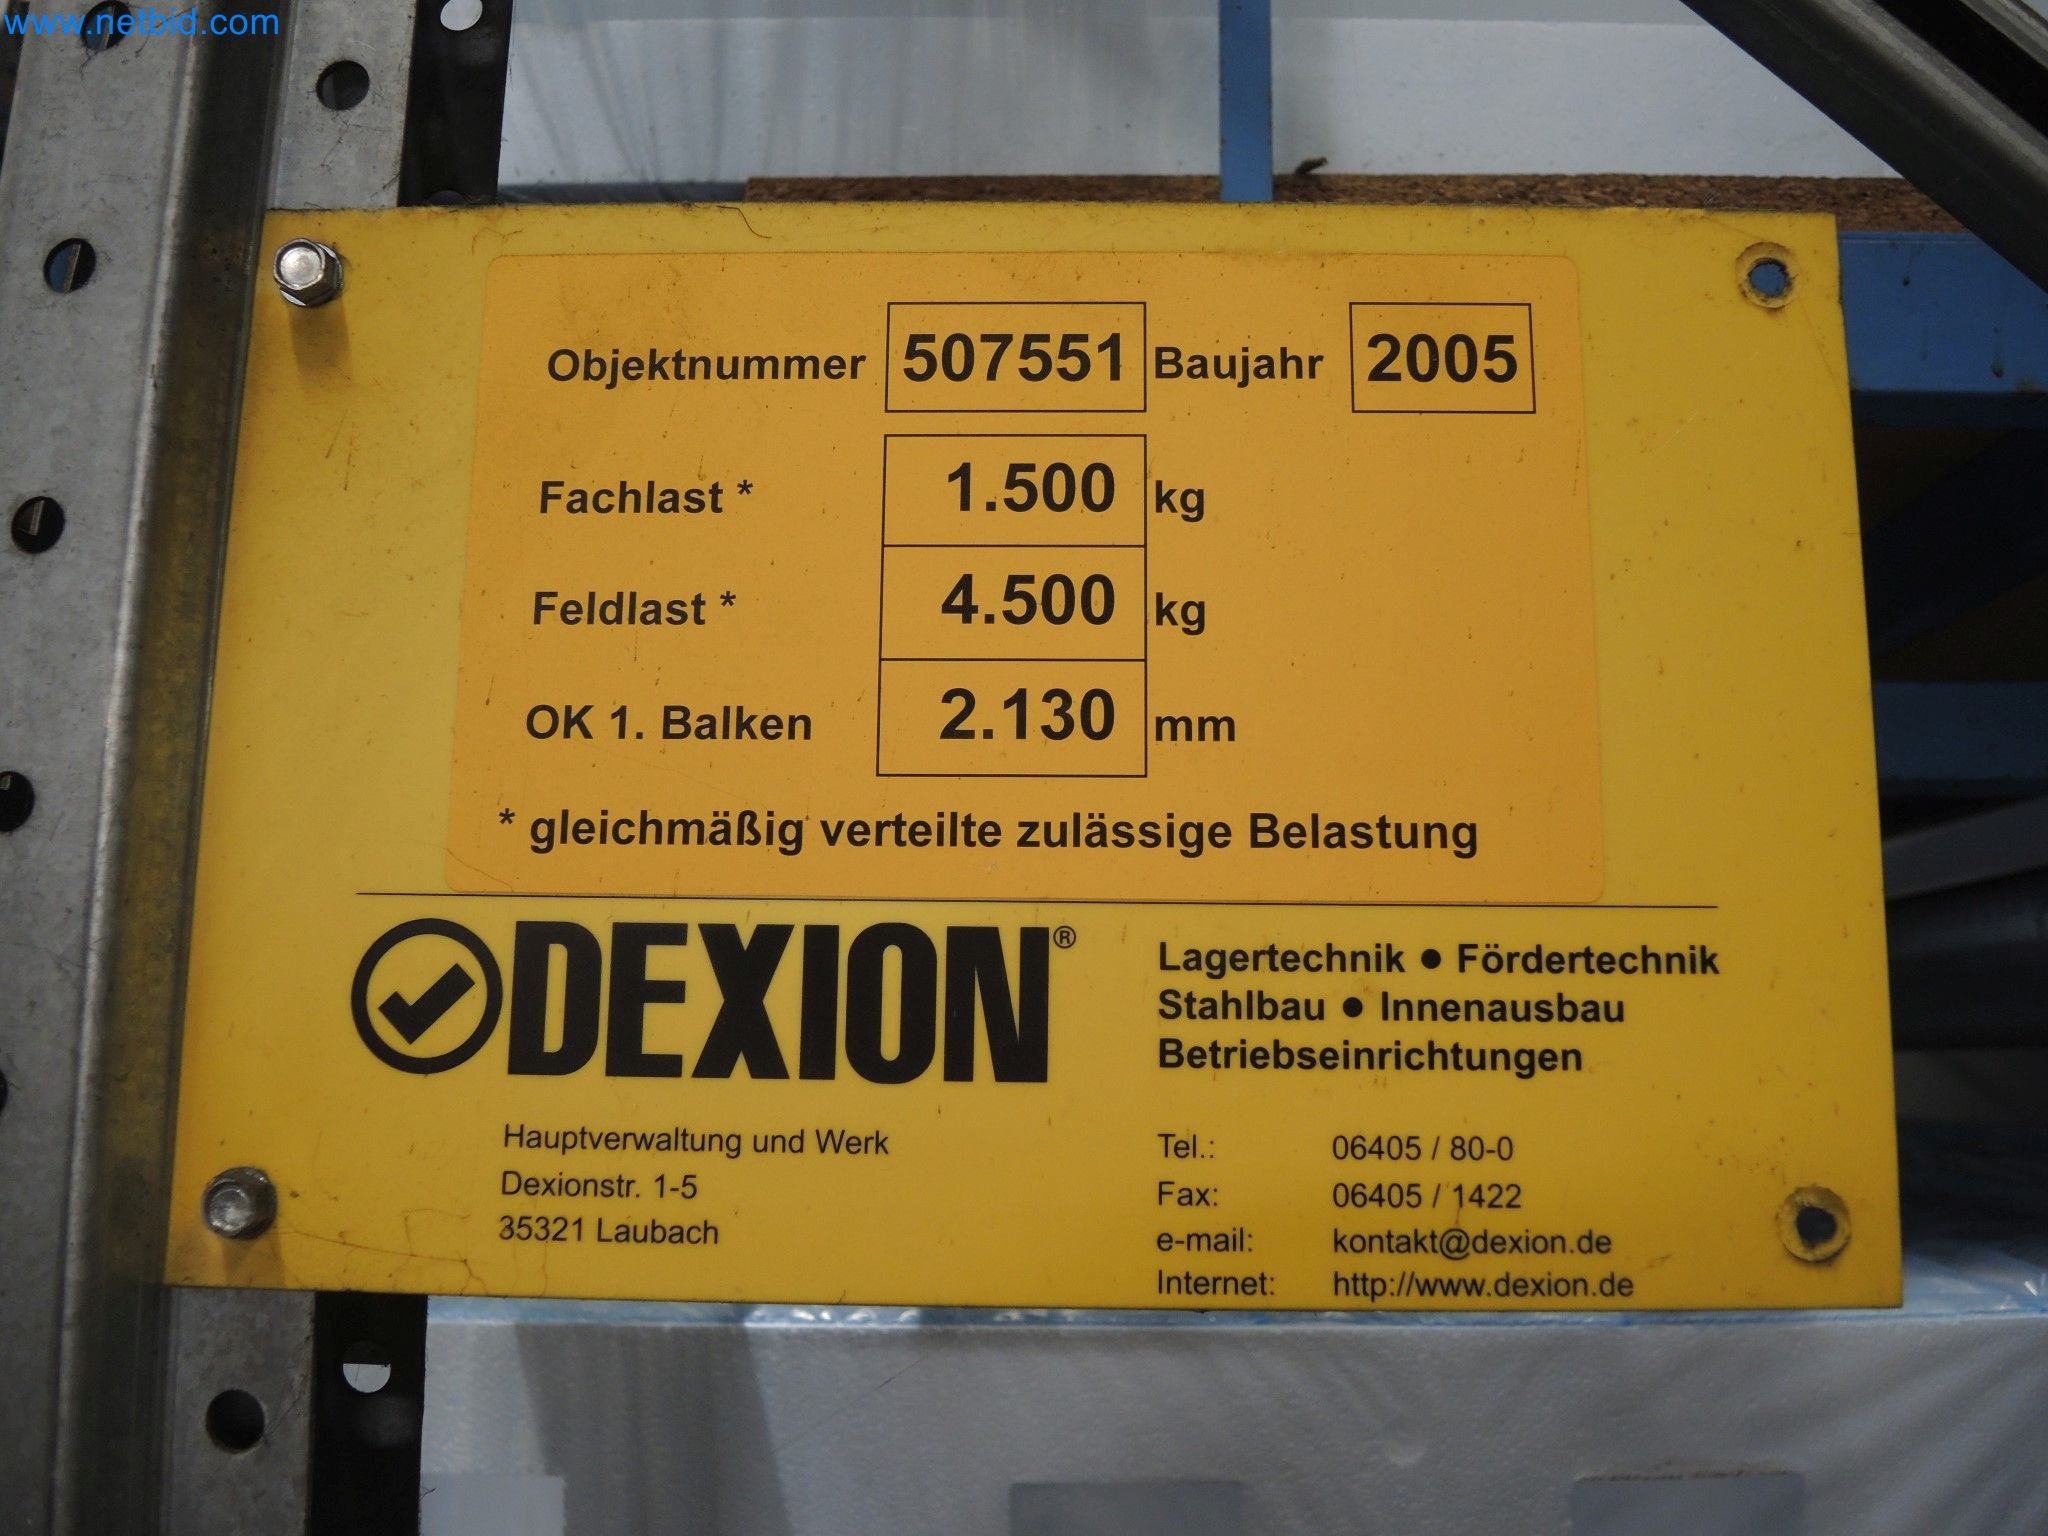 www.netbid.com
Objektnummer 507551 Baujahr 2005
Fachlast * 1.500 kg
Feldlast * 4.500 kg
OK 1. Balken 2.130 mm
* gleichmäßig verteilte zulässige Belastung
DEXION®
Lagertechnik ● Fördertechnik
Stahlbau ● Innenausbau
Betriebseinrichtungen
Hauptverwaltung und Werk
Dexionstr. 1-5
35321 Laubach
Tel.: 06405 / 80-0
Fax: 06405 / 1422
e-mail: kontakt@dexion.de
Internet: http://www.dexion.de